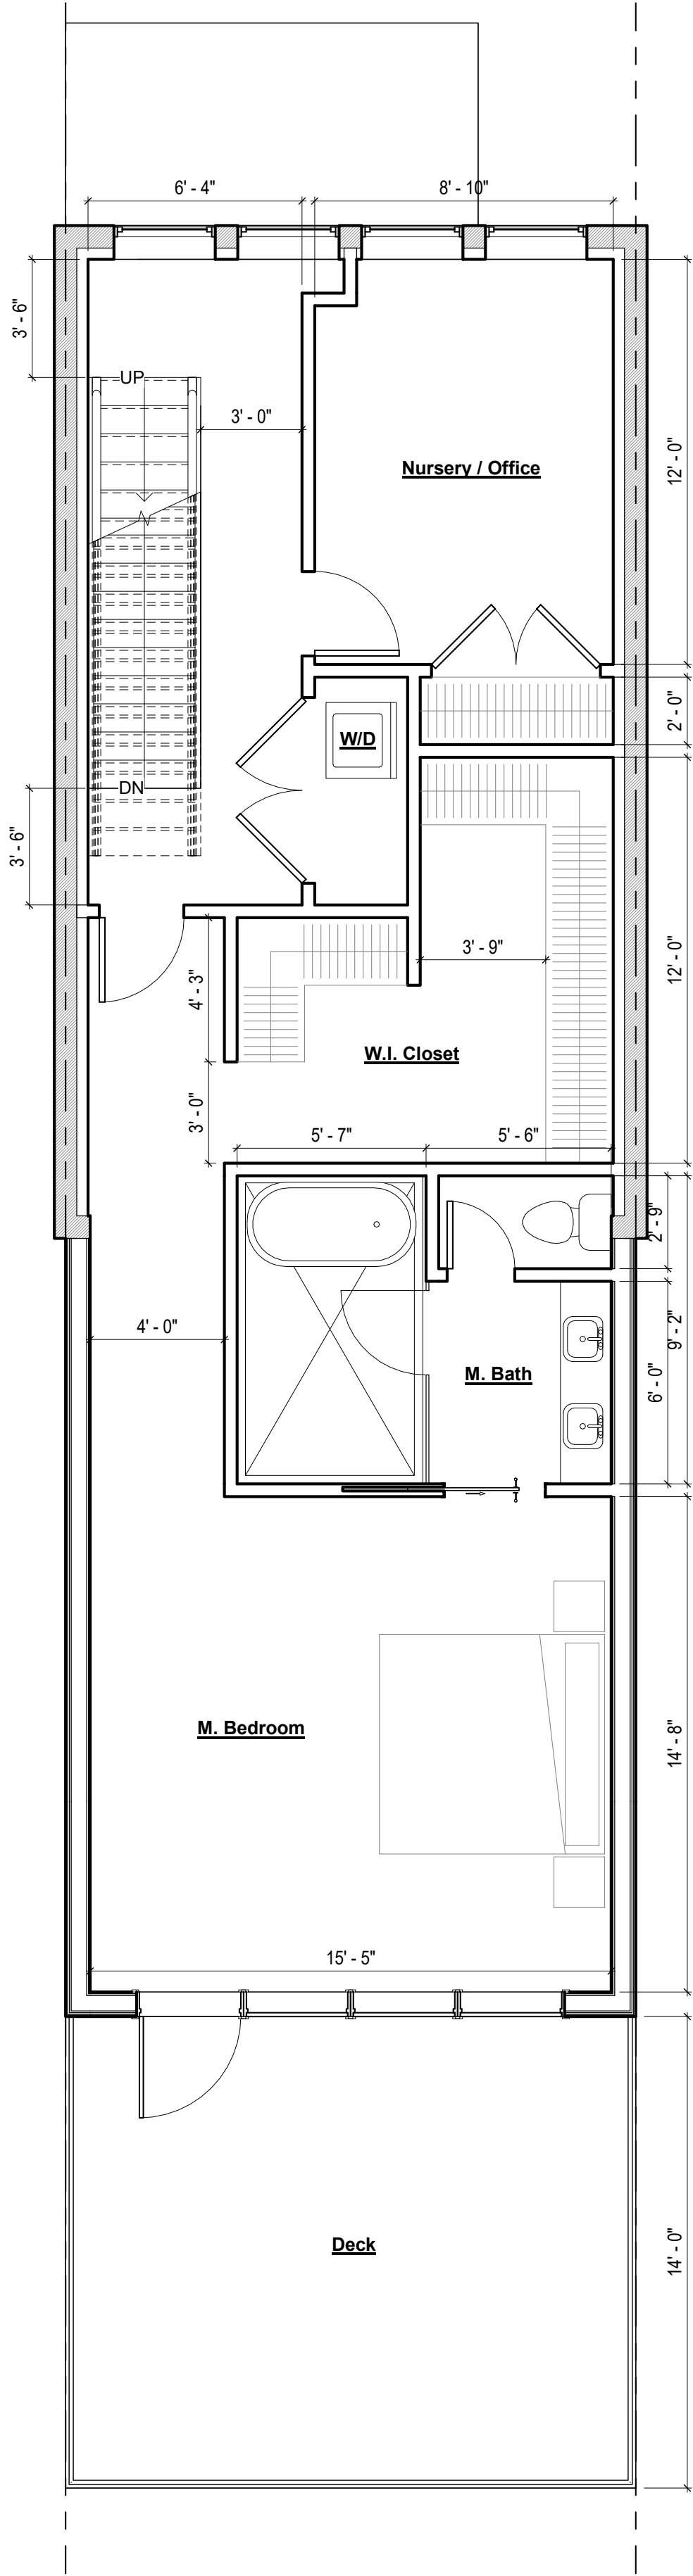 6' - 4"
8' - 10"
3' - 6"
UP
3' - 0"
Nursery / Office
12' - 0"
2' - 0"
W/D
DN
3' - 6"
3' - 9"
12' - 0"
4' - 3"
W.I. Closet
3' - 0"
5' - 7"
5' - 6"
2' - 9"
4' - 0"
9' - 2"
M. Bath
6' - 0"
M. Bedroom
14' - 8"
15' - 5"
Deck
14' - 0"